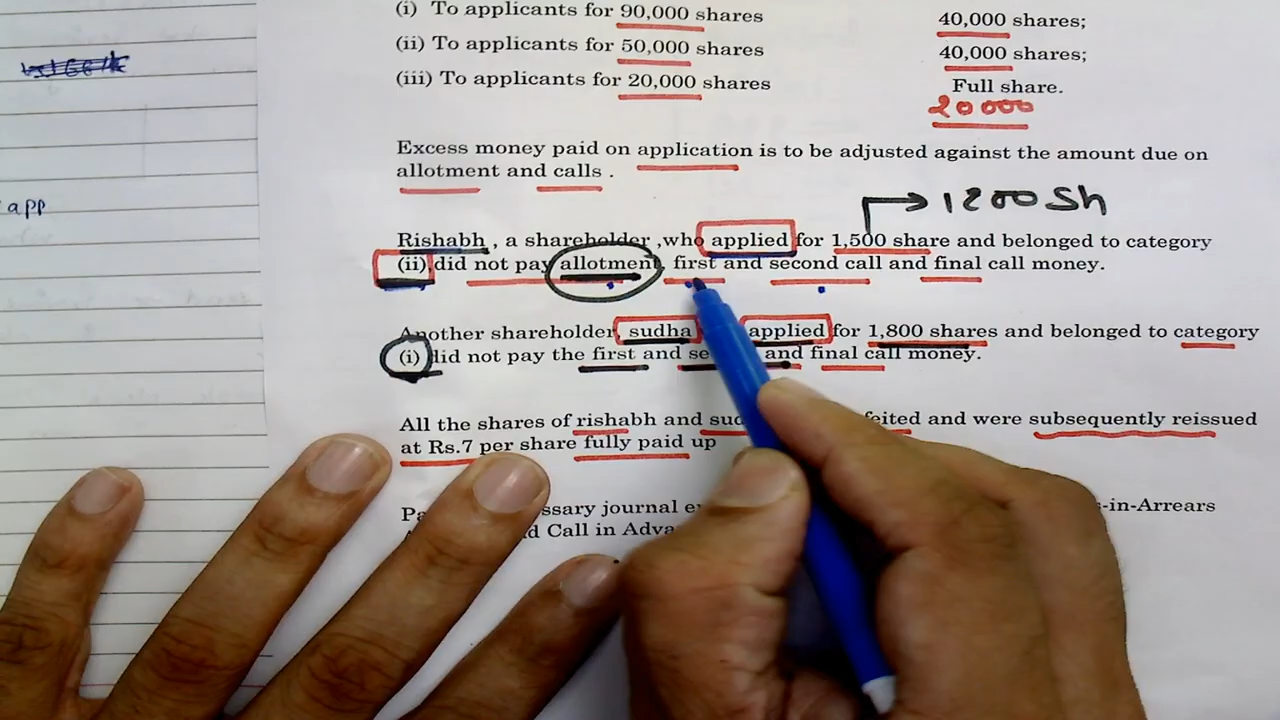 (i) To applicants for 90,000 shares 40,000 shares;
(ii) To applicants for 50,000 shares 40,000 shares;
(iii) To applicants for 20,000 shares Full share.
20000
Excess money paid on application is to be adjusted against the amount due on
allotment and calls .
app
1200 Sh
Rishabh , a shareholder ,who applied for 1,500 share and belonged to category
(ii),did not pay allotment, first and second call and final call money.
Another shareholder, sudha applied for 1,800 shares and belonged to category
(i) did not pay the first and and final call money.
All the shares of rishabh and and were subsequently reissued
at Rs.7 per share fully paid up
journal -in-Arrears
Call in